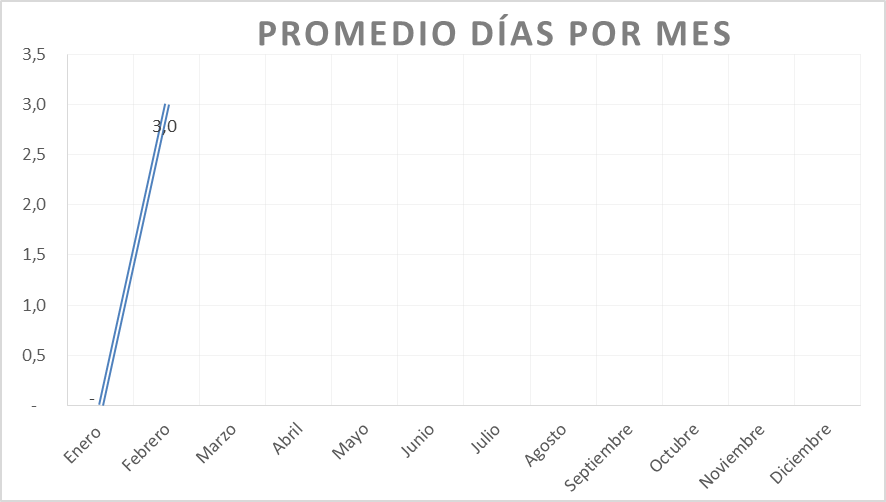 PROMEDIO DÍAS POR MES
3,5
3,0
3,0
2,5
2,0
1,5
1,0
0,5
-
-
Enero
Febrero
Marzo
Abril
Mayo
Junio
Julio
Agosto
Septiembre
Octubre
Noviembre
Diciembre